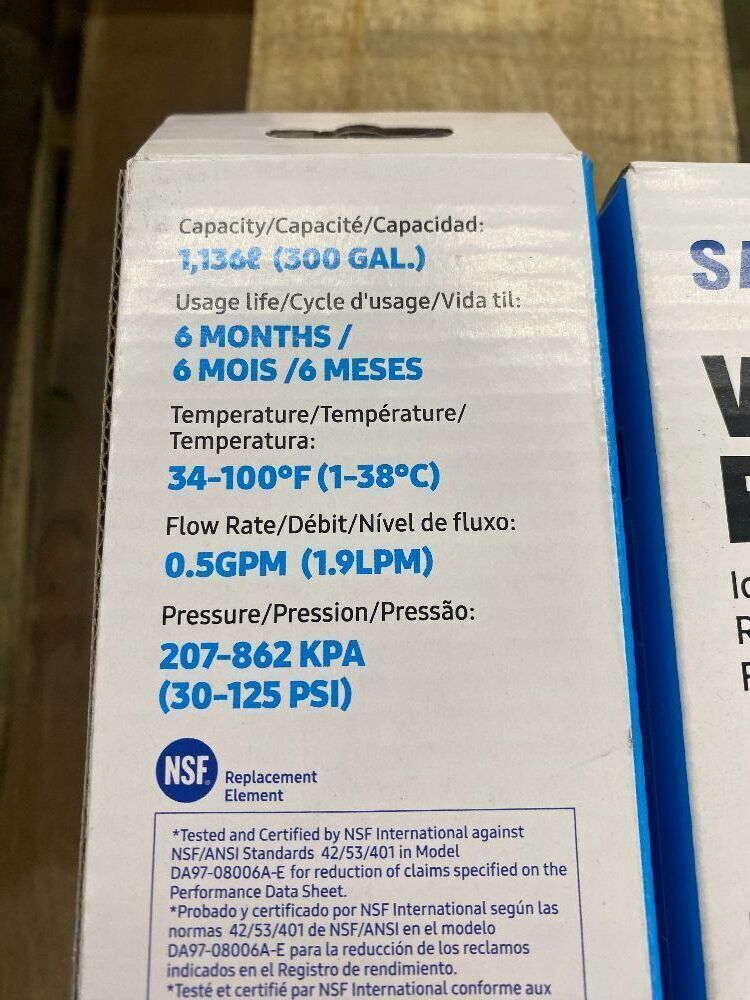 Capacity/Capacité/Capacidad:
1,136ℓ (300 GAL.)
Usage life/Cycle d'usage/Vida til:
6 MONTHS /
6 MOIS /6 MESES
Temperature/Température/
Temperatura:
34-100°F (1-38°C)
Flow Rate/Débit/Nível de fluxo:
0.5GPM (1.9LPM)
Pressure/Pression/Pressão:
207-862 KPA
(30-125 PSI)
NSF®
Replacement
Element
*Tested and Certified by NSF International against
NSF/ANSI Standards 42/53/401 in Model
DA97-08006A-E for reduction of claims specified on the
Performance Data Sheet.
*Probado y certificado por NSF International según las
normas 42/53/401 de NSF/ANSI en el modelo
DA97-08006A-E para la reducción de los reclamos
indicados en el Registro de rendimiento.
*Testé et certifié par NSF International conforme aux